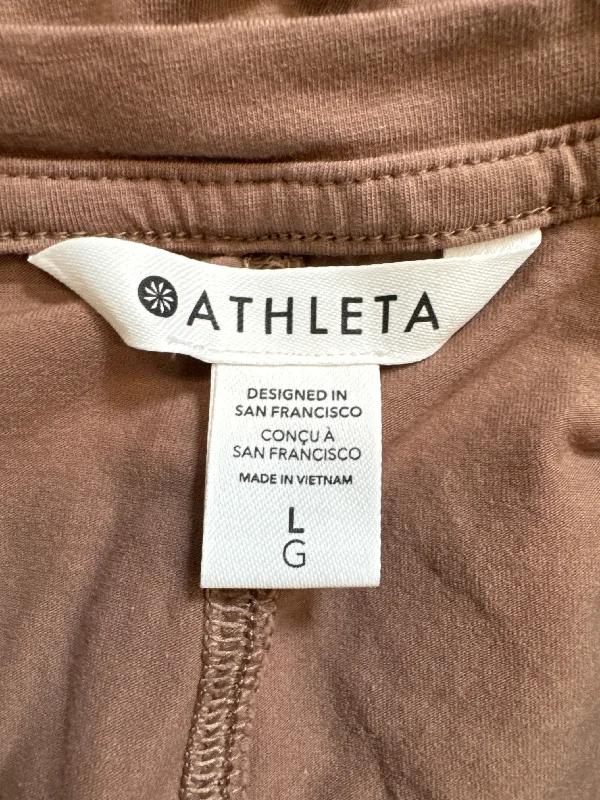 ATHLETA
DESIGNED IN
SAN FRANCISCO
CONÇU À
SAN FRANCISCO
MADE IN VIETNAM
L
G